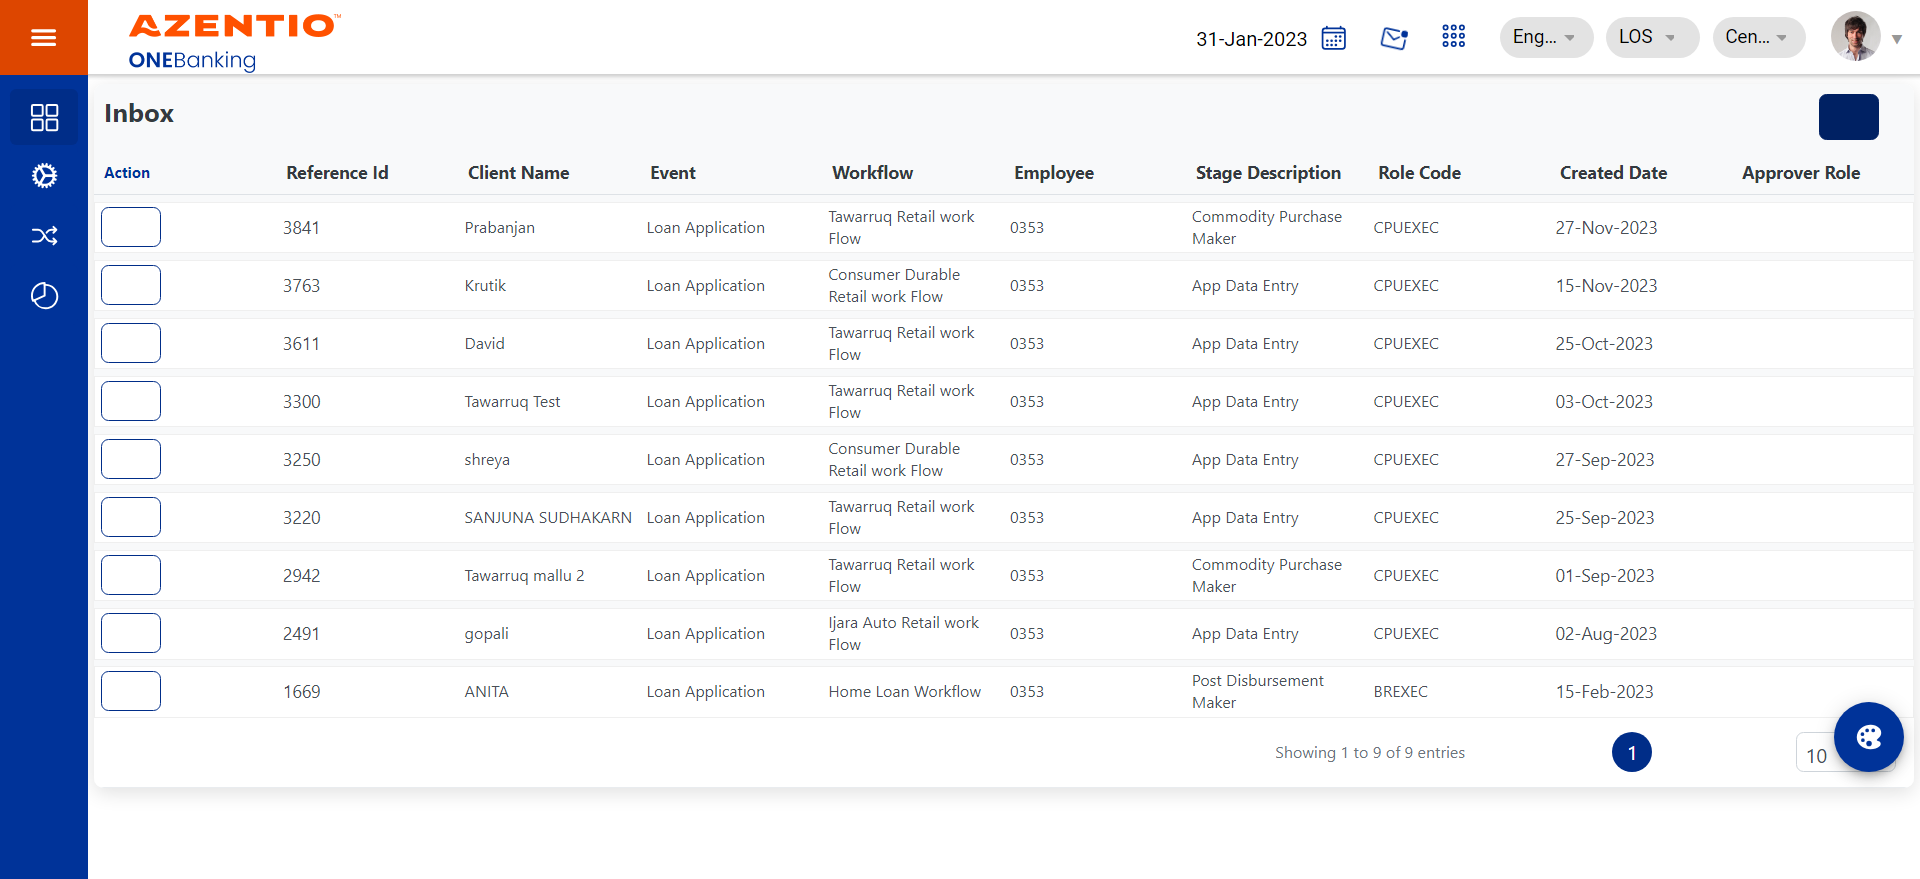 AZENTIO™
ONEBanking
31-Jan-2023
Eng...
LOS
Cen...
Inbox
Action Reference Id Client Name Event Workflow Employee Stage Description Role Code Created Date Approver Role
3841 Prabanjan Loan Application Tawarruq Retail work Flow 0353 Commodity Purchase Maker CPUEXEC 27-Nov-2023
3763 Krutik Loan Application Consumer Durable Retail work Flow 0353 App Data Entry CPUEXEC 15-Nov-2023
3611 David Loan Application Tawarruq Retail work Flow 0353 App Data Entry CPUEXEC 25-Oct-2023
3300 Tawarruq Test Loan Application Tawarruq Retail work Flow 0353 App Data Entry CPUEXEC 03-Oct-2023
3250 shreya Loan Application Consumer Durable Retail work Flow 0353 App Data Entry CPUEXEC 27-Sep-2023
3220 SANJUNA SUDHAKARN Loan Application Tawarruq Retail work Flow 0353 App Data Entry CPUEXEC 25-Sep-2023
2942 Tawarruq mallu 2 Loan Application Tawarruq Retail work Flow 0353 Commodity Purchase Maker CPUEXEC 01-Sep-2023
2491 gopali Loan Application Ijara Auto Retail work Flow 0353 App Data Entry CPUEXEC 02-Aug-2023
1669 ANITA Loan Application Home Loan Workflow 0353 Post Disbursement Maker BREXEC 15-Feb-2023
Showing 1 to 9 of 9 entries
1
10